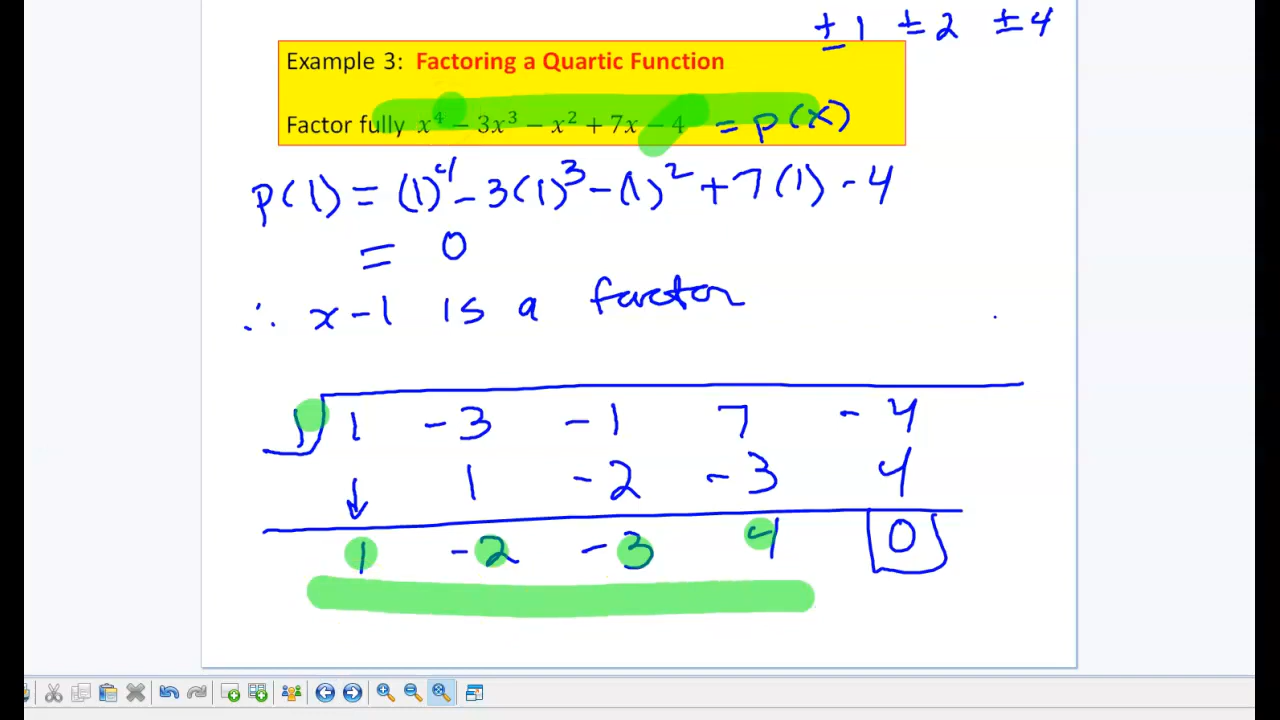 ± 1 ± 2 ± 4
Example 3: Factoring a Quartic Function
Factor fully x⁴ − 3x³ − x² + 7x − 4 = p(x)
p(1) = (1)⁴ - 3(1)³ - (1)² + 7(1) - 4
= 0
∴ x-1 is a factor
1 1 -3 -1 7 -4
↓ 1 -2 -3 4
1 -2 -3 4 0